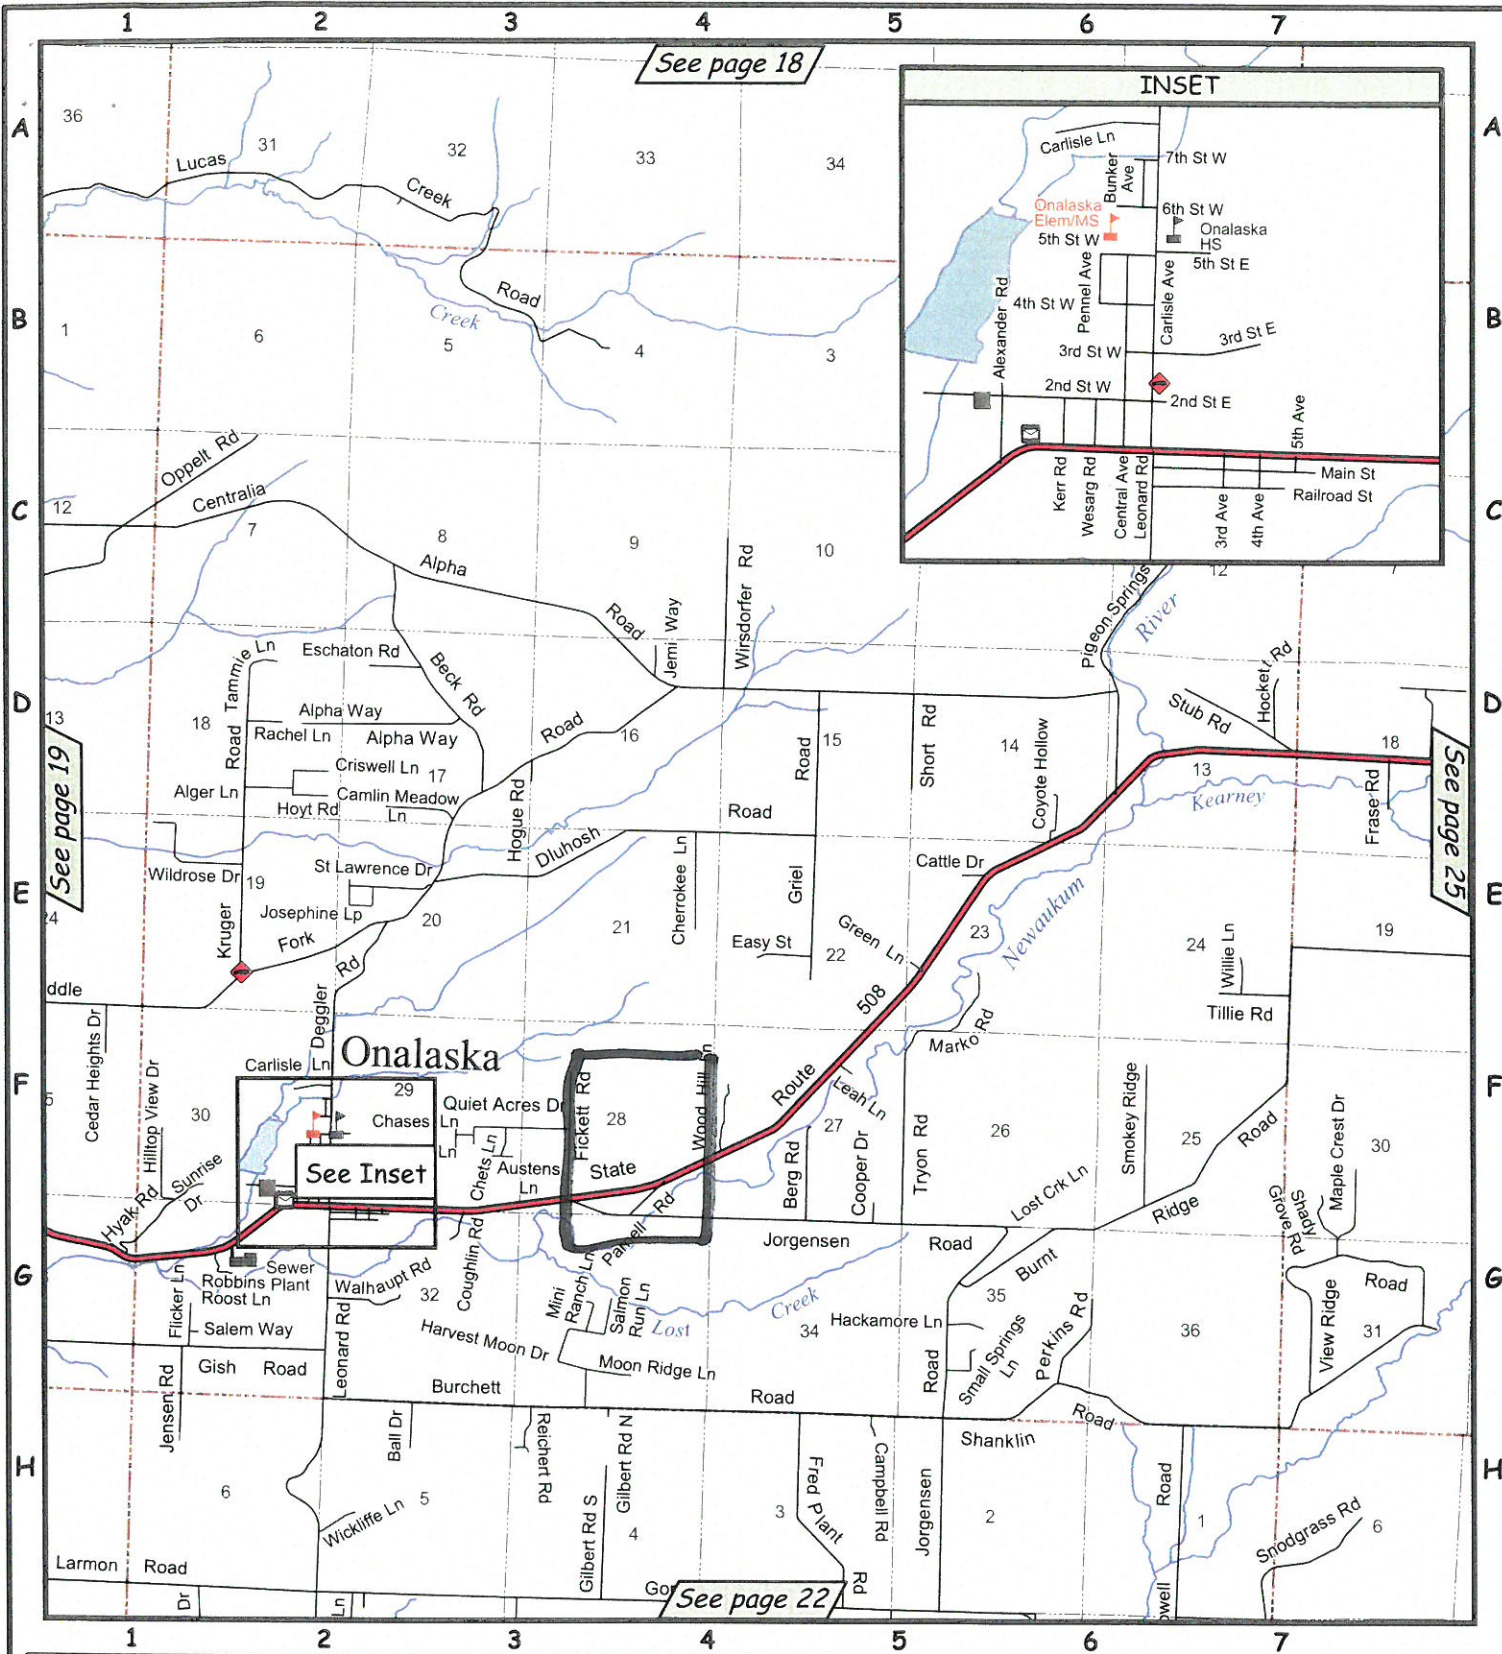 1 2 3 4 5 6 7
See page 18
INSET
A
A
36
31
32
33
34
Lucas
Creek
Road
Creek
Carlisle Ln
7th St W
Bunker Ave
6th St W
Onalaska
Elem/MS
Onalaska
HS
5th St W
5th St E
Pennel Ave
Carlisle Ave
Alexander Rd
4th St W
3rd St W
3rd St E
2nd St W
2nd St E
5th Ave
Main St
Railroad St
Kerr Rd
Wesarg Rd
Central Ave
Leonard Rd
3rd Ave
4th Ave
B
B
1
6
5
4
3
Oppelt Rd
Centralia
C
C
12
7
8
9
10
12
7
Alpha
Road
Jemi Way
Wirsdorfer Rd
Pigeon Springs
River
Tammie Ln
Eschaton Rd
Beck Rd
Hockett Rd
Stub Rd
D
D
13
18
Alpha Way
Rachel Ln
Alpha Way
Road
Road
16
15
Road
Short Rd
14
Coyote Hollow
13
18
See page 19
See page 25
Criswell Ln
17
Alger Ln
Camlin Meadow
Ln
Hoyt Rd
Hogue Rd
Road
Kearney
Fraser Rd
Dluhosh
Wildrose Dr
19
St Lawrence Dr
Cattle Dr
E
E
24
Josephine Lp
20
21
Cherokee Ln
Griel
Easy St
22
Green Ln
23
Newaukum
24
Willie Ln
19
Kruger
Fork
Rd
ddle
Tillie Rd
Deggler
508
Marko Rd
Cedar Heights Dr
Carlisle Ln
Onalaska
F
F
30
29
Hilltop View Dr
Chases
Ln
Quiet Acres Dr
Fickett Rd
28
Wood Hill Ln
Route
Leah Ln
27
26
Smokey Ridge
25
Road
Maple Crest Dr
30
See Inset
Ln
Chets Ln
Austens
Ln
State
Berg Rd
Cooper Dr
Tryon Rd
Lost Crk Ln
Ridge
Shady
Grove Rd
Hyak Rd
Sunrise
Dr
Parnell Rd
Jorgensen
Road
Burnt
G
G
Robbins Plant
Roost Ln
Sewer
Walhaupt Rd
32
Coughlin Rd
Mini
Ranch Ln
Salmon
Run Ln
Lost
Creek
34
35
Hackamore Ln
Small Springs
Ln
Perkins Rd
36
View Ridge
Road
31
Flicker Ln
Salem Way
Leonard Rd
Harvest Moon Dr
Moon Ridge Ln
Gish Road
Jensen Rd
Burchett
Road
Road
Road
Shanklin
H
H
Ball Dr
Reichert Rd
Gilbert Rd N
Gilbert Rd S
Fred Plant
Rd
Campbell Rd
Jorgensen
Road
6
5
4
3
2
1
6
Wickliffe Ln
Snodgrass Rd
Larmon Road
Dr
Ln
Gor
See page 22
owell
1 2 3 4 5 6 7